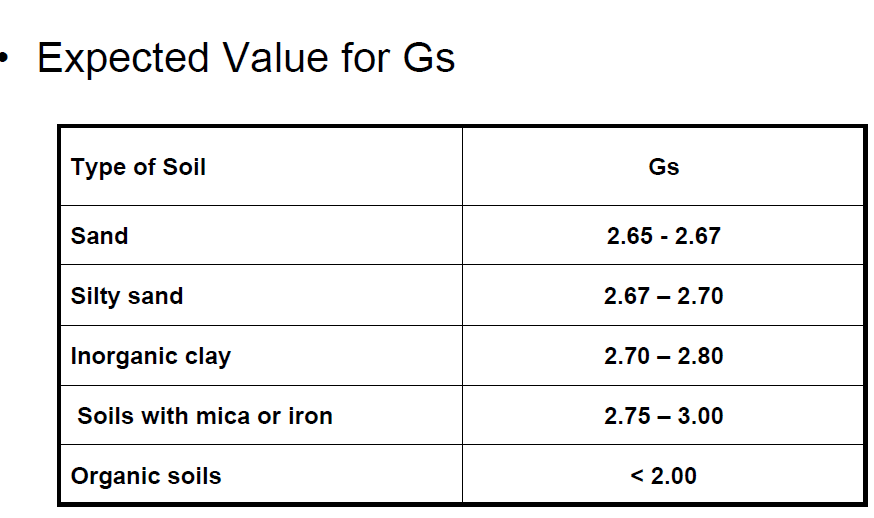 • Expected Value for Gs
Type of Soil Gs
Sand 2.65 - 2.67
Silty sand 2.67 – 2.70
Inorganic clay 2.70 – 2.80
Soils with mica or iron 2.75 – 3.00
Organic soils < 2.00